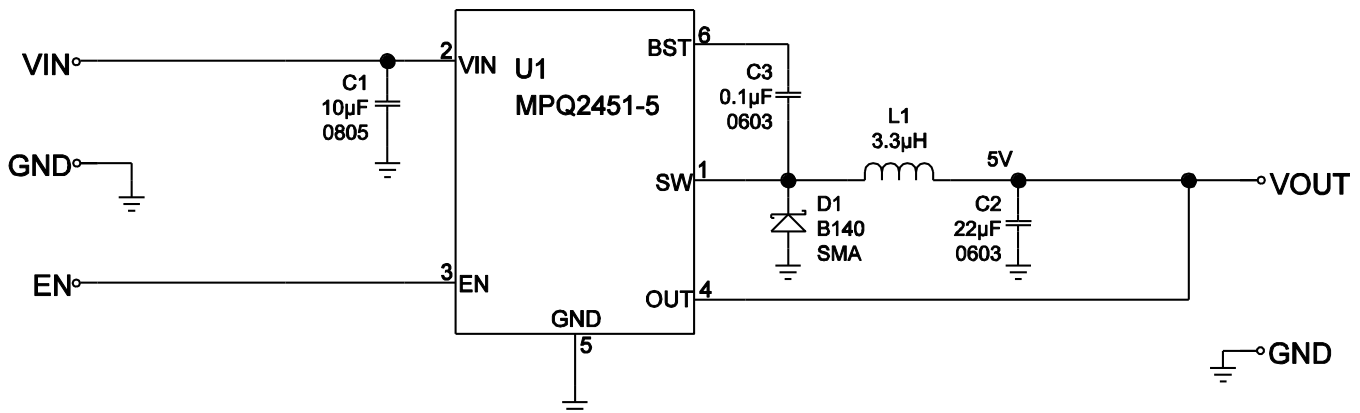 VIN
GND
EN
C1
10µF
0805
2
VIN
U1
MPQ2451-5
3
EN
GND
5
BST
6
SW
1
OUT
4
C3
0.1µF
0603
L1
3.3µH
D1
B140
SMA
5V
C2
22µF
0603
VOUT
GND